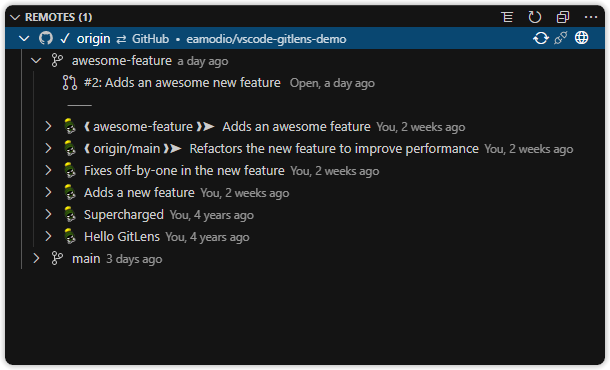 REMOTES (1)
✓ origin ⇄ GitHub • eamodio/vscode-gitlens-demo
awesome-feature a day ago
#2: Adds an awesome new feature Open, a day ago
❨ awesome-feature ❩➤ Adds an awesome feature You, 2 weeks ago
❨ origin/main ❩➤ Refactors the new feature to improve performance You, 2 weeks ago
Fixes off-by-one in the new feature You, 2 weeks ago
Adds a new feature You, 2 weeks ago
Supercharged You, 4 years ago
Hello GitLens You, 4 years ago
main 3 days ago